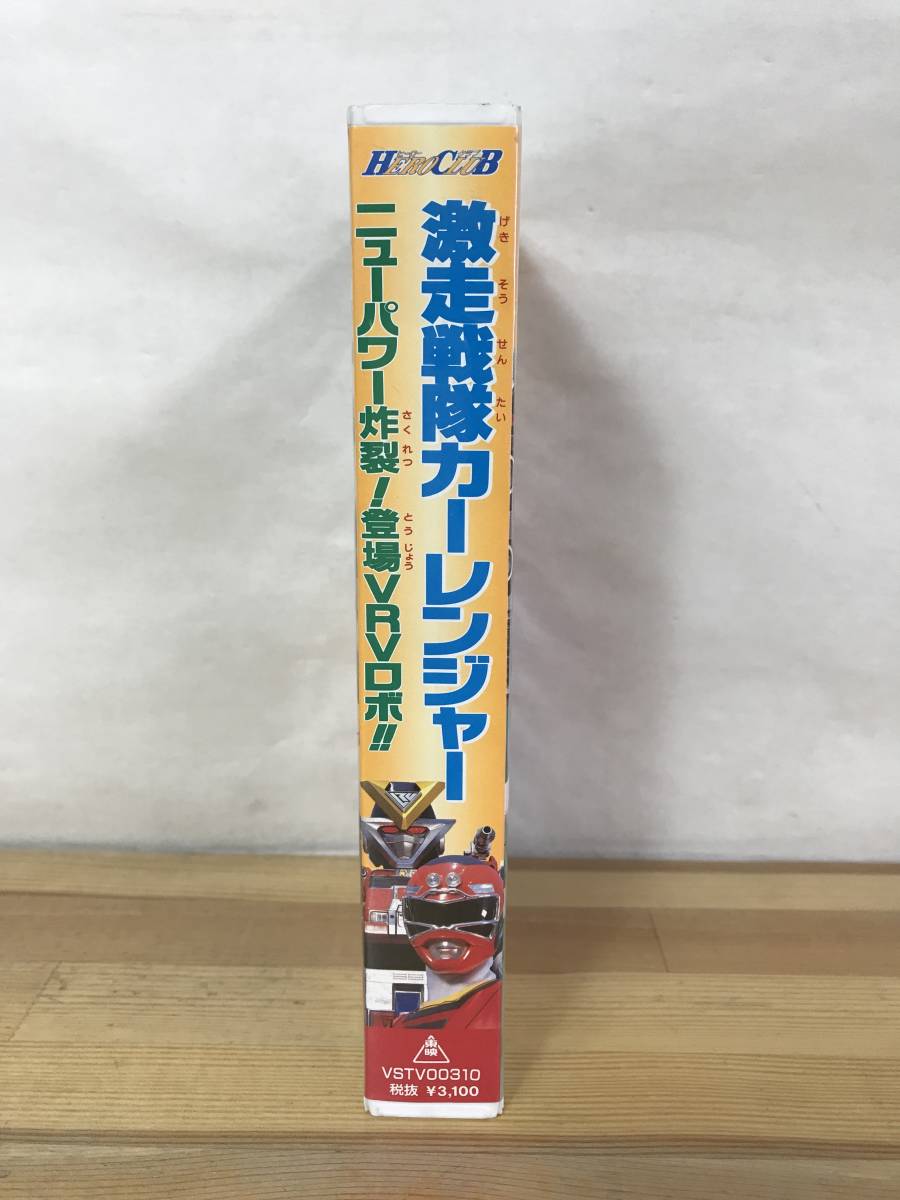 HERO CLUB
激走戦隊カーレンジャー
げき そう せん たい
ニューパワー炸裂!登場VRVロボ!!
さく れつ とう じょう
東映
VSTV00310
税抜 ¥3,100